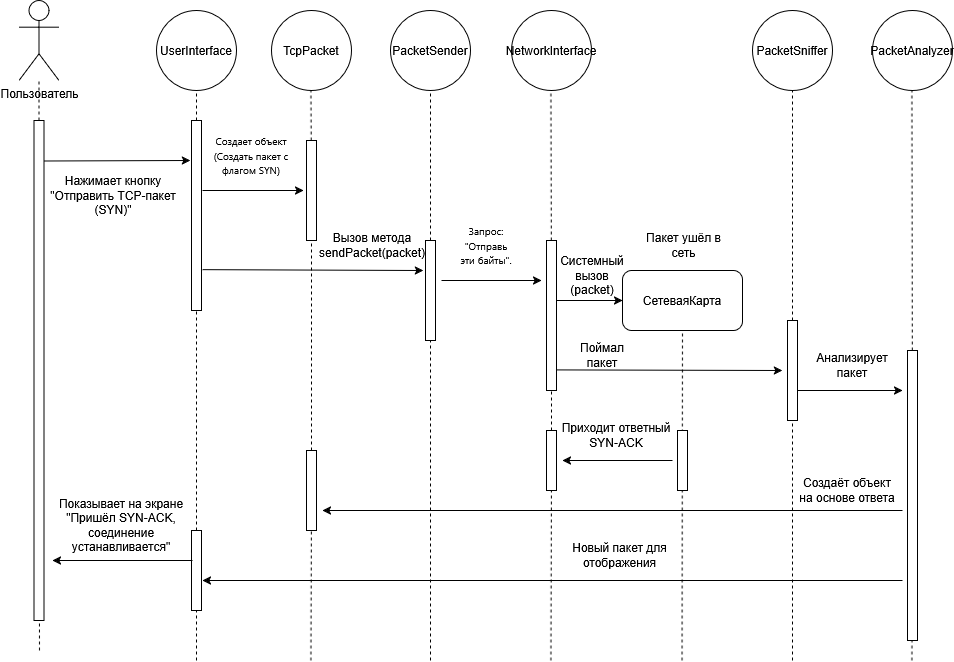 Пользователь
UserInterface
TcpPacket
PacketSender
NetworkInterface
PacketSniffer
PacketAnalyzer
Нажимает кнопку
"Отправить TCP-пакет
(SYN)"
Создает объект
(Создать пакет с
флагом SYN)
Вызов метода
sendPacket(packet)
Запрос:
"Отправь
эти байты".
Системный
вызов
(packet)
Пакет ушёл в
сеть
СетеваяКарта
Поймал
пакет
Анализирует
пакет
Приходит ответный
SYN-ACK
Создаёт объект
на основе ответа
Новый пакет для
отображения
Показывает на экране
"Пришёл SYN-ACK,
соединение
устанавливается"